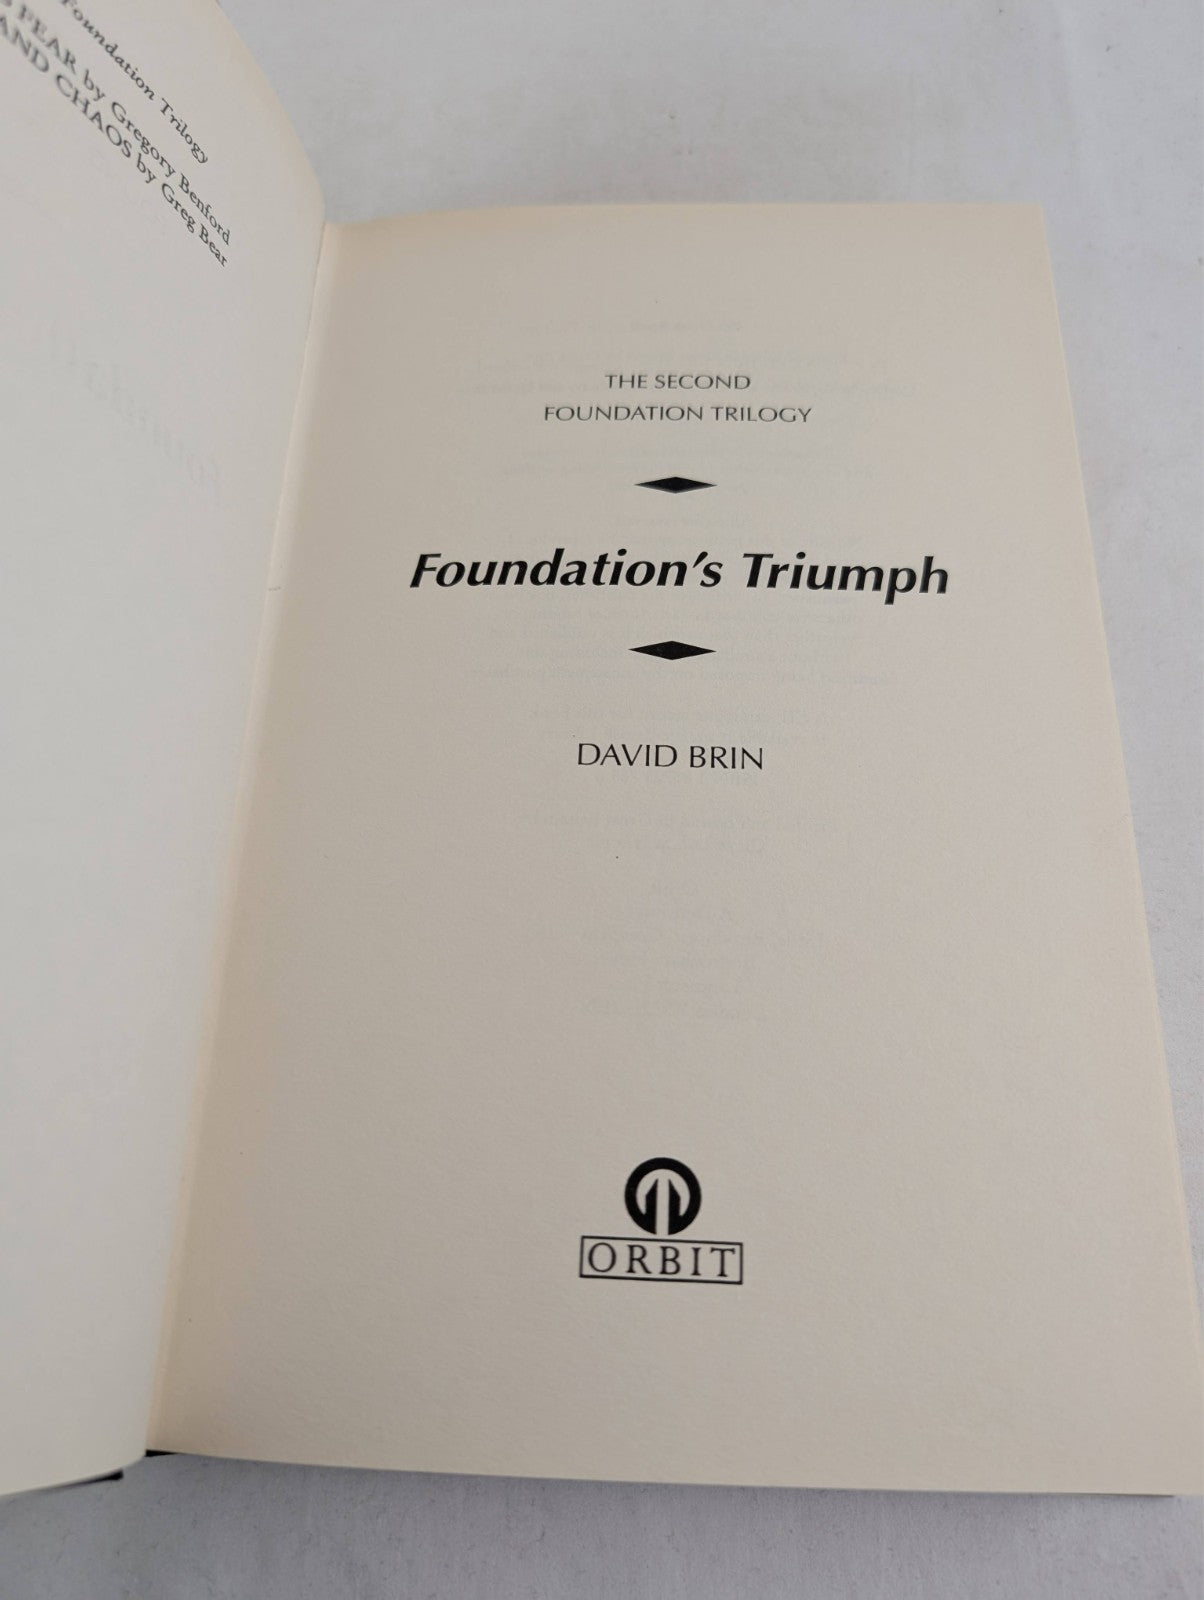 Foundation Trilogy
FEAR by Gregory Benford
AND CHAOS by Greg Bear
THE SECOND
FOUNDATION TRILOGY
Foundation's Triumph
DAVID BRIN
ORBIT